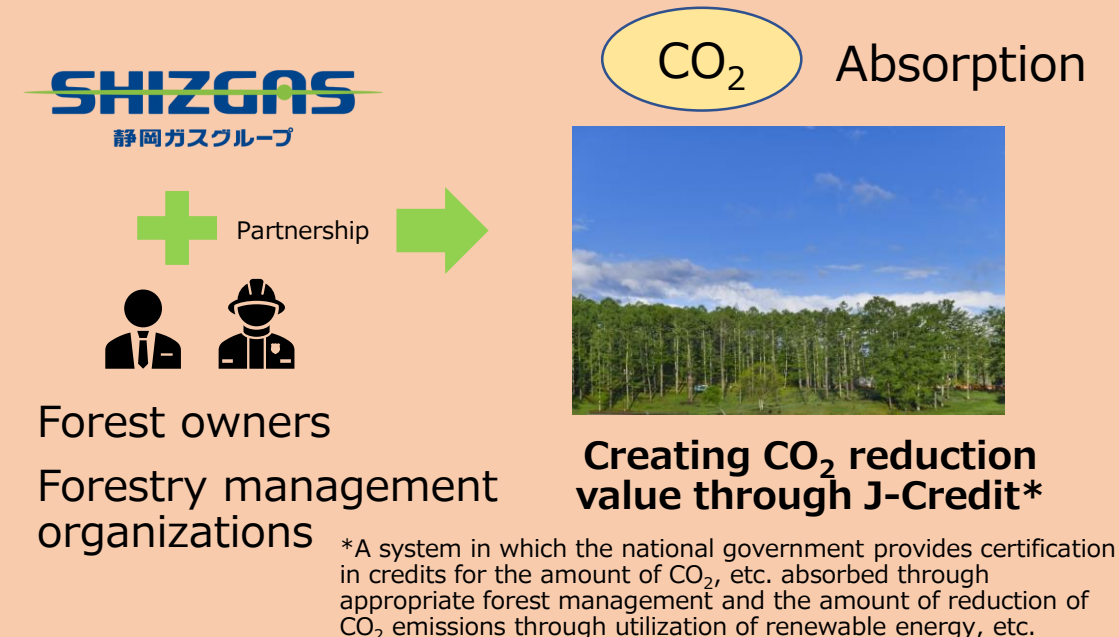 SHIZGAS
静岡ガスグループ
Partnership
Forest owners
Forestry management
organizations
CO₂ Absorption
Creating CO₂ reduction
value through J-Credit*
*A system in which the national government provides certification
in credits for the amount of CO₂, etc. absorbed through
appropriate forest management and the amount of reduction of
CO₂ emissions through utilization of renewable energy, etc.